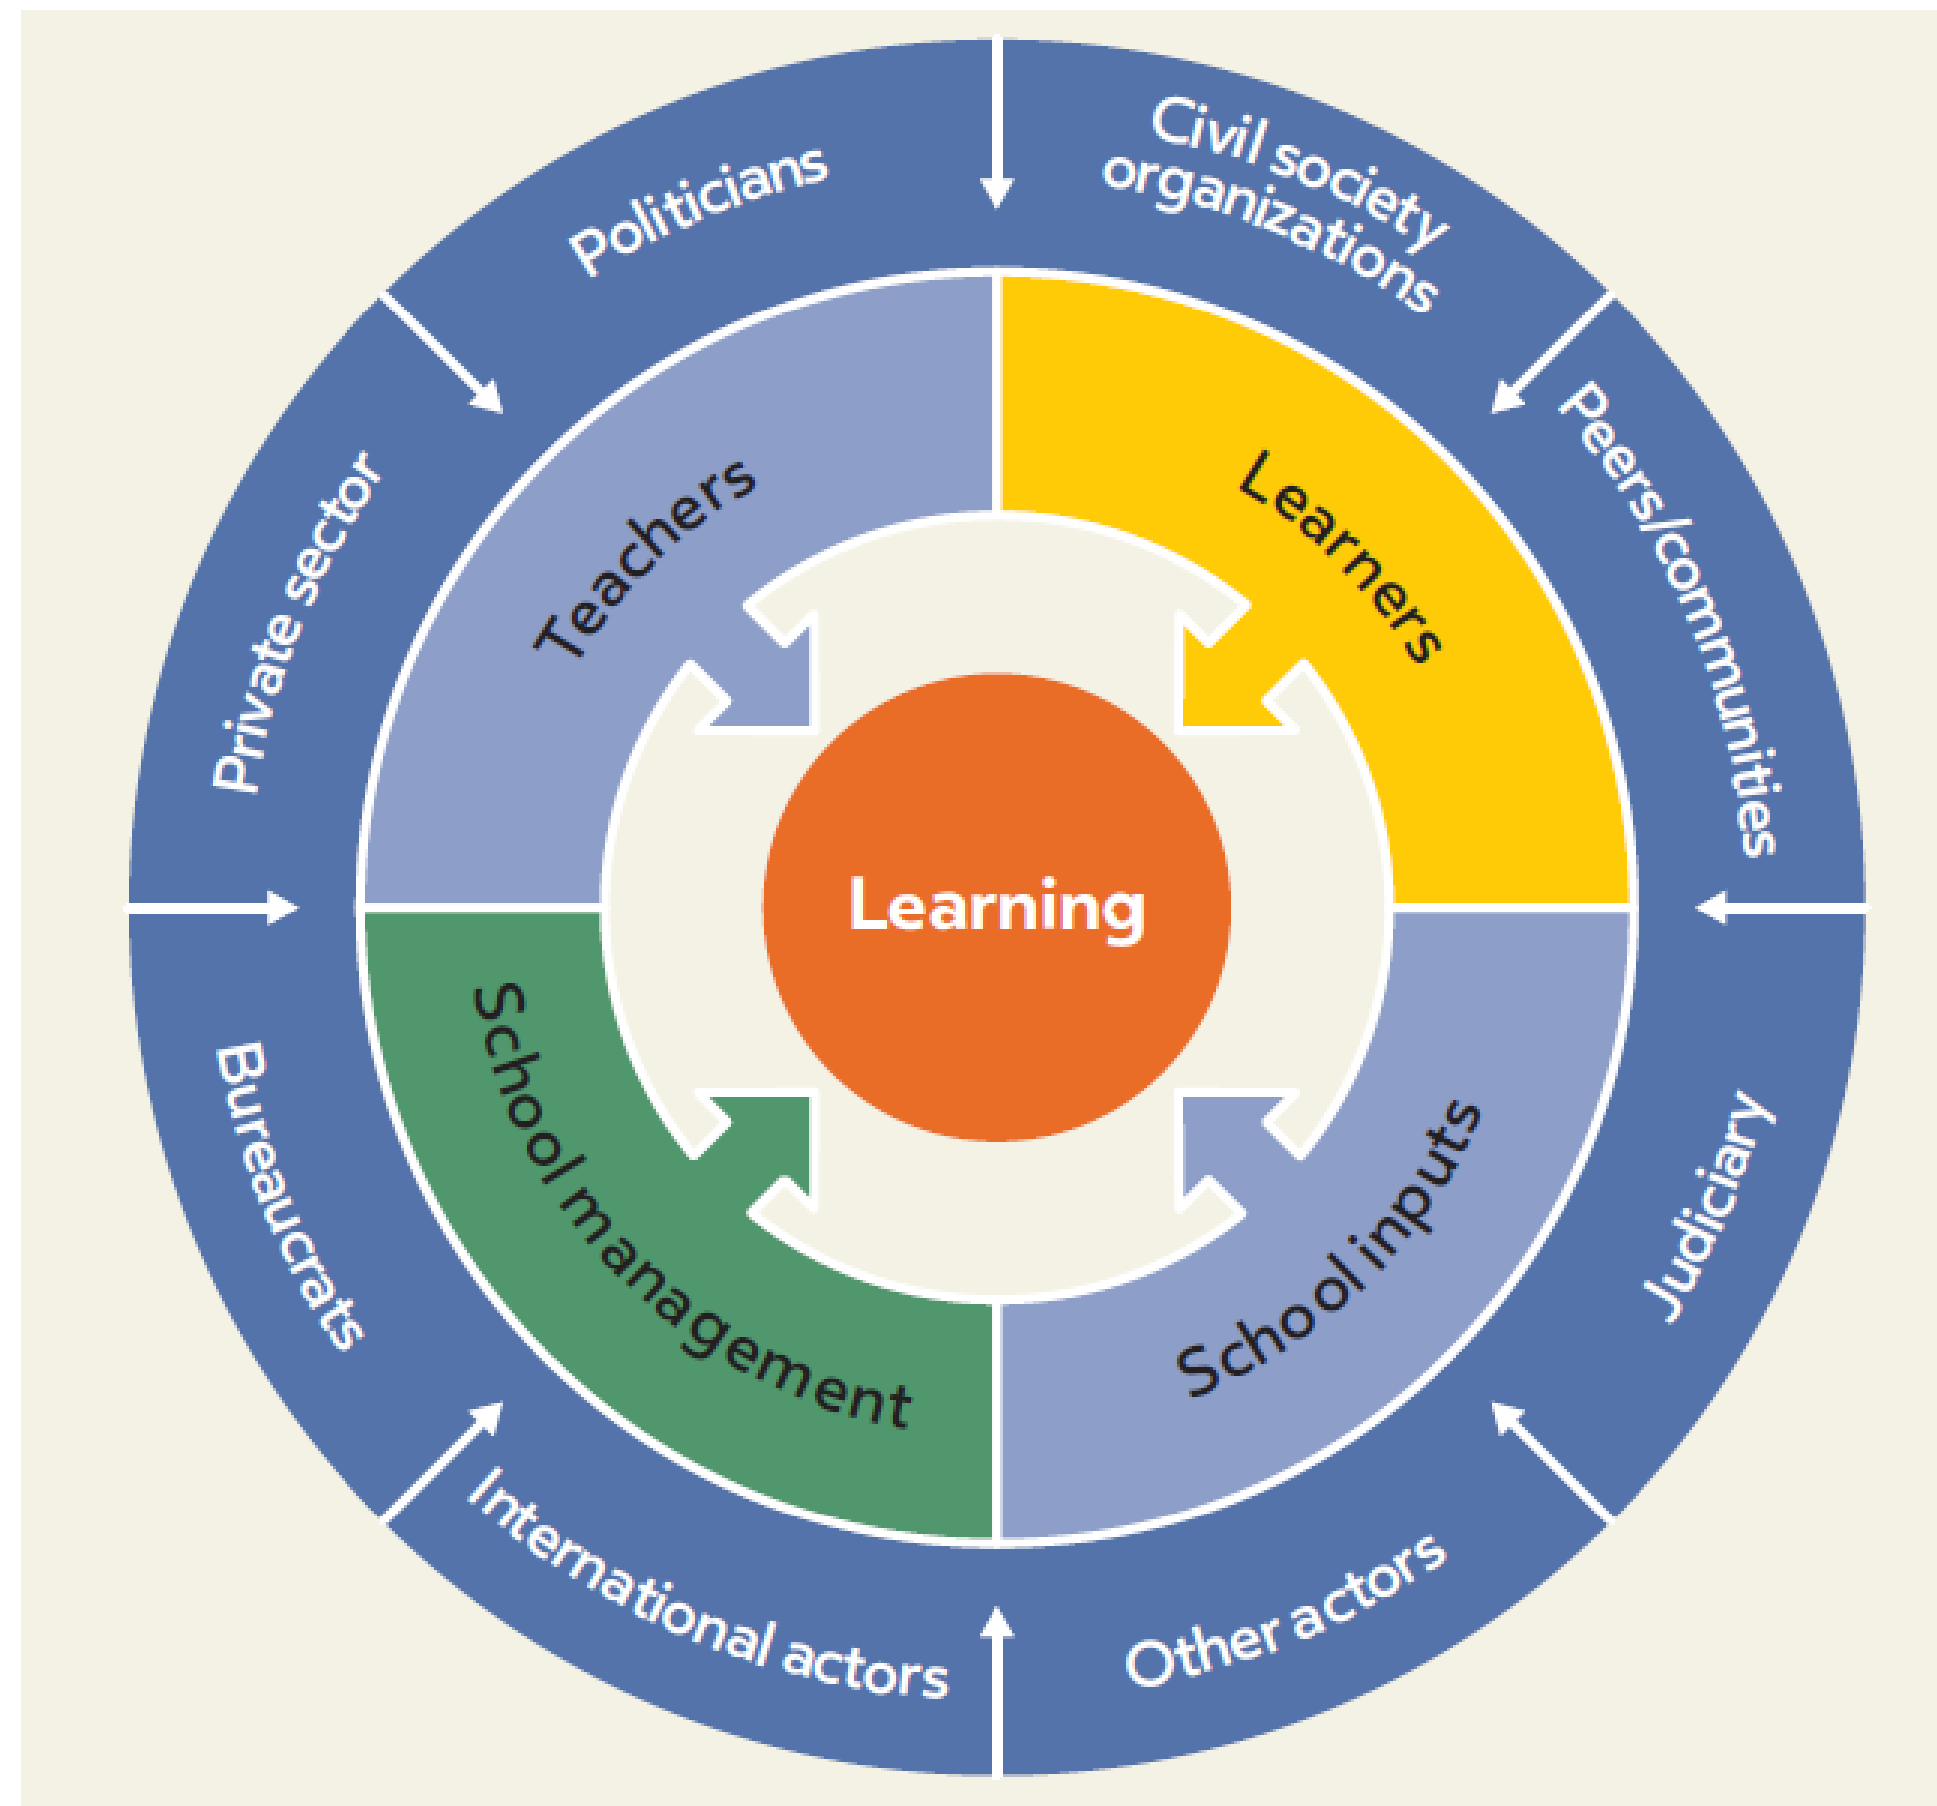 Politicians
Civil society
organizations
Peers/communities
Judiciary
Other actors
International actors
Bureaucrats
Private sector
Teachers
Learners
School inputs
School management
Learning